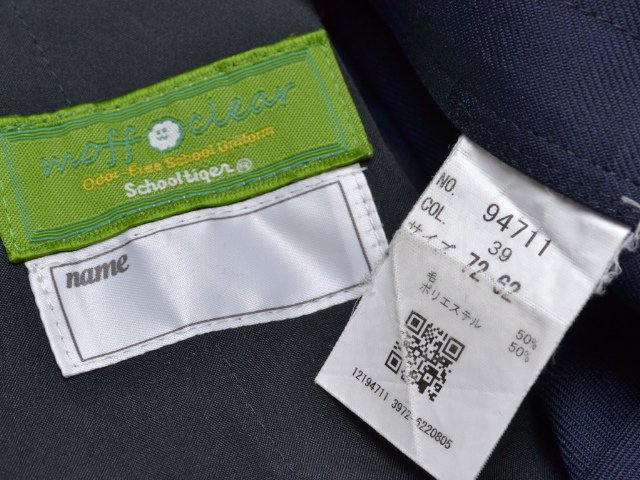 moff clear
Odor-Free School Uniform
Schooltiger®
name
NO. 94711
COL. 39
サイズ 72-62
毛 50%
ポリエステル 50%
12194711 3972-6220805